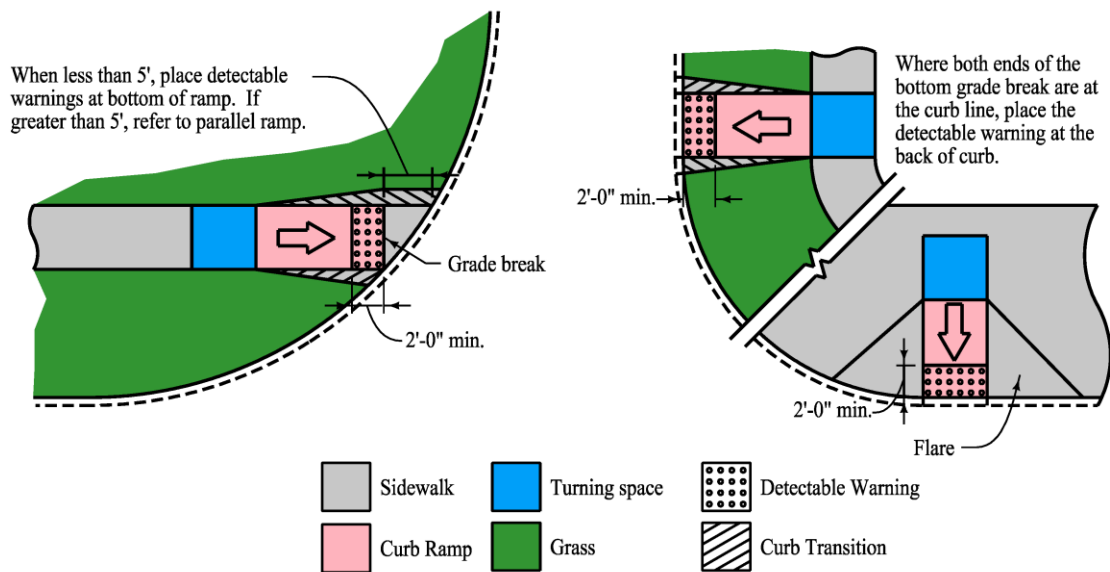 When less than 5', place detectable
warnings at bottom of ramp. If
greater than 5', refer to parallel ramp.
Grade break
2'-0" min.
Where both ends of the
bottom grade break are at
the curb line, place the
detectable warning at the
back of curb.
2'-0" min.
2'-0" min.
Flare
Sidewalk
Turning space
Detectable Warning
Curb Ramp
Grass
Curb Transition